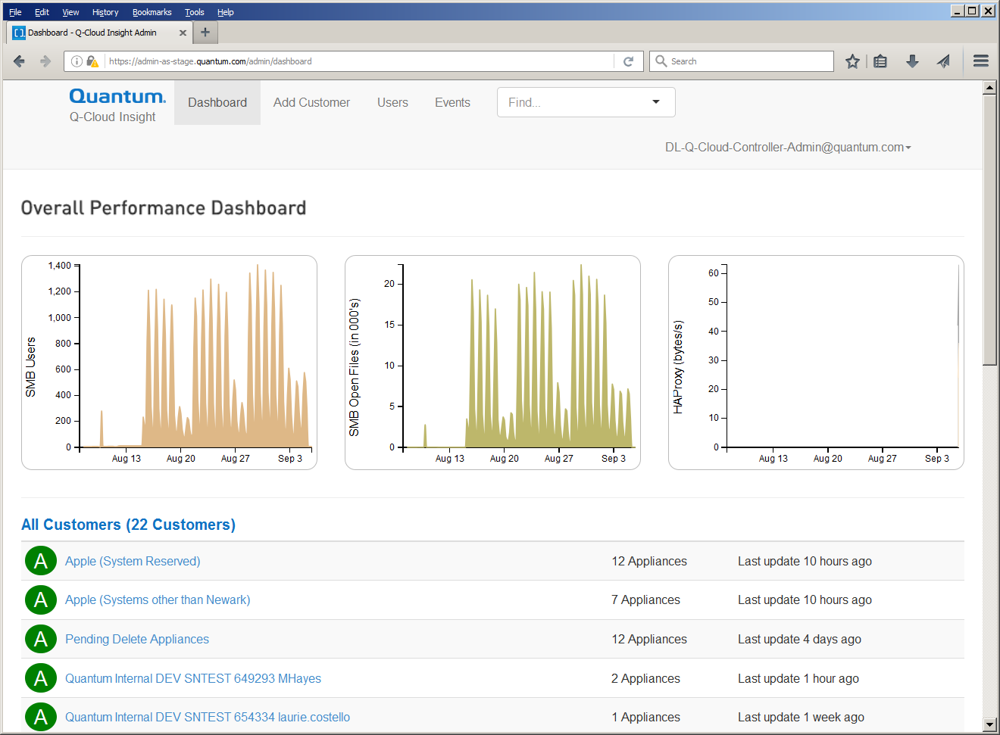 File Edit View History Bookmarks Tools Help
Dashboard - Q-Cloud Insight Admin
https://admin-as-stage.quantum.com/admin/dashboard
Search
Quantum.
Q-Cloud Insight
Dashboard
Add Customer
Users
Events
Find...
DL-Q-Cloud-Controller-Admin@quantum.com
Overall Performance Dashboard
SMB Users
1,400
1,200
1,000
800
600
400
200
0
Aug 13 Aug 20 Aug 27 Sep 3
SMB Open Files (in 000's)
20
15
10
5
0
Aug 13 Aug 20 Aug 27 Sep 3
HAProxy (bytes/s)
60
50
40
30
20
10
0
Aug 13 Aug 20 Aug 27 Sep 3
All Customers (22 Customers)
A Apple (System Reserved) 12 Appliances Last update 10 hours ago
A Apple (Systems other than Newark) 7 Appliances Last update 10 hours ago
A Pending Delete Appliances 12 Appliances Last update 4 days ago
A Quantum Internal DEV SNTEST 649293 MHayes 2 Appliances Last update 1 hour ago
A Quantum Internal DEV SNTEST 654334 laurie.costello 1 Appliances Last update 1 week ago